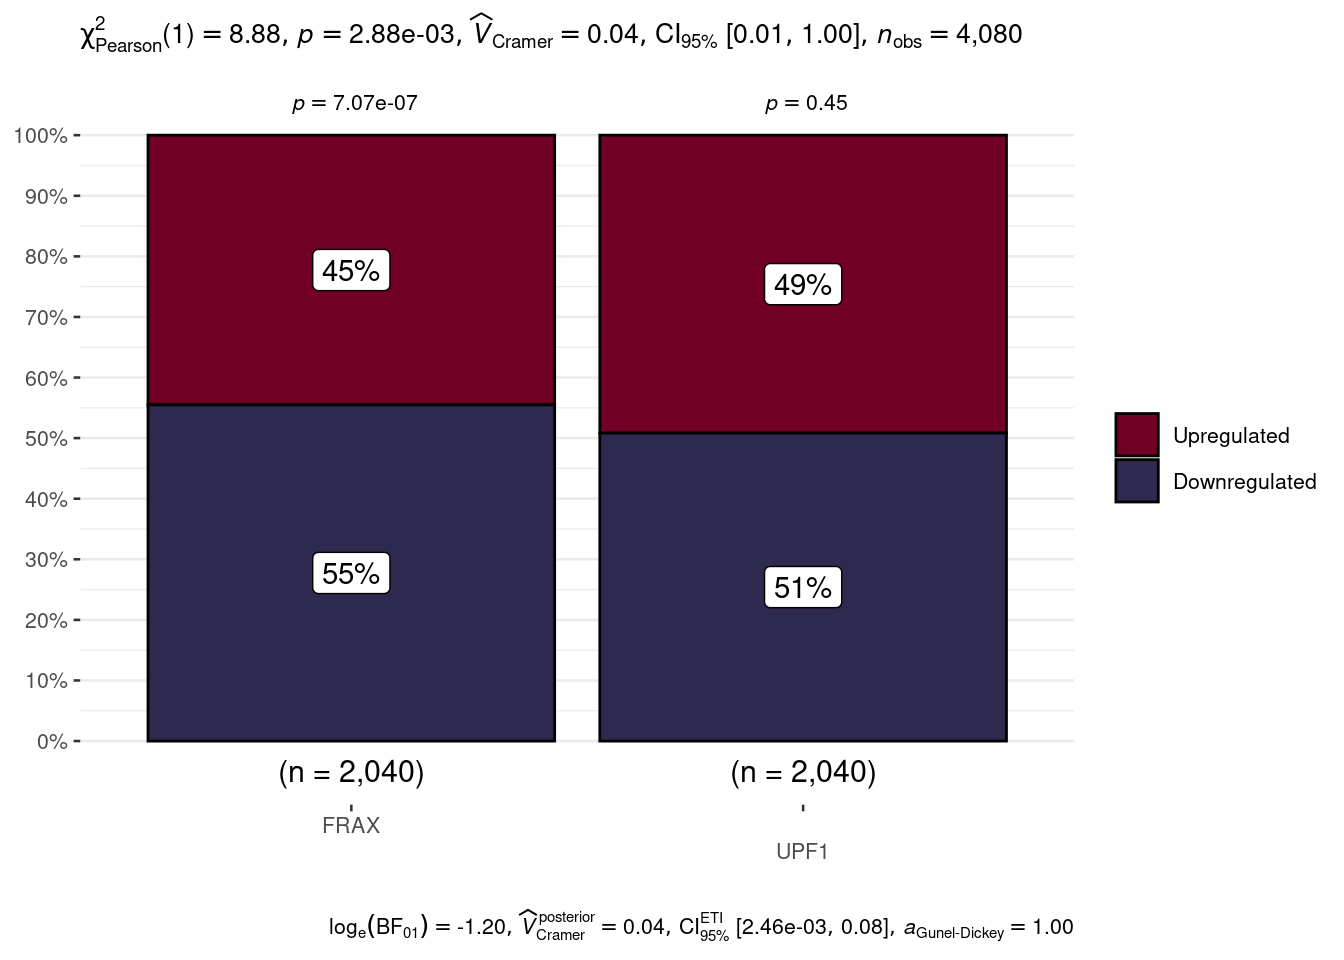 χ²Pearson(1) = 8.88, p = 2.88e-03, V̂Cramer = 0.04, CI95% [0.01, 1.00], nobs = 4,080
p = 7.07e-07 p = 0.45
100%
90%
80%
70%
60%
50%
40%
30%
20%
10%
0%
45%
49%
55%
51%
Upregulated
Downregulated
(n = 2,040) (n = 2,040)
FRAX
UPF1
loge(BF01) = -1.20, V̂posteriorCramer = 0.04, CIETI95% [2.46e-03, 0.08], aGunel-Dickey = 1.00